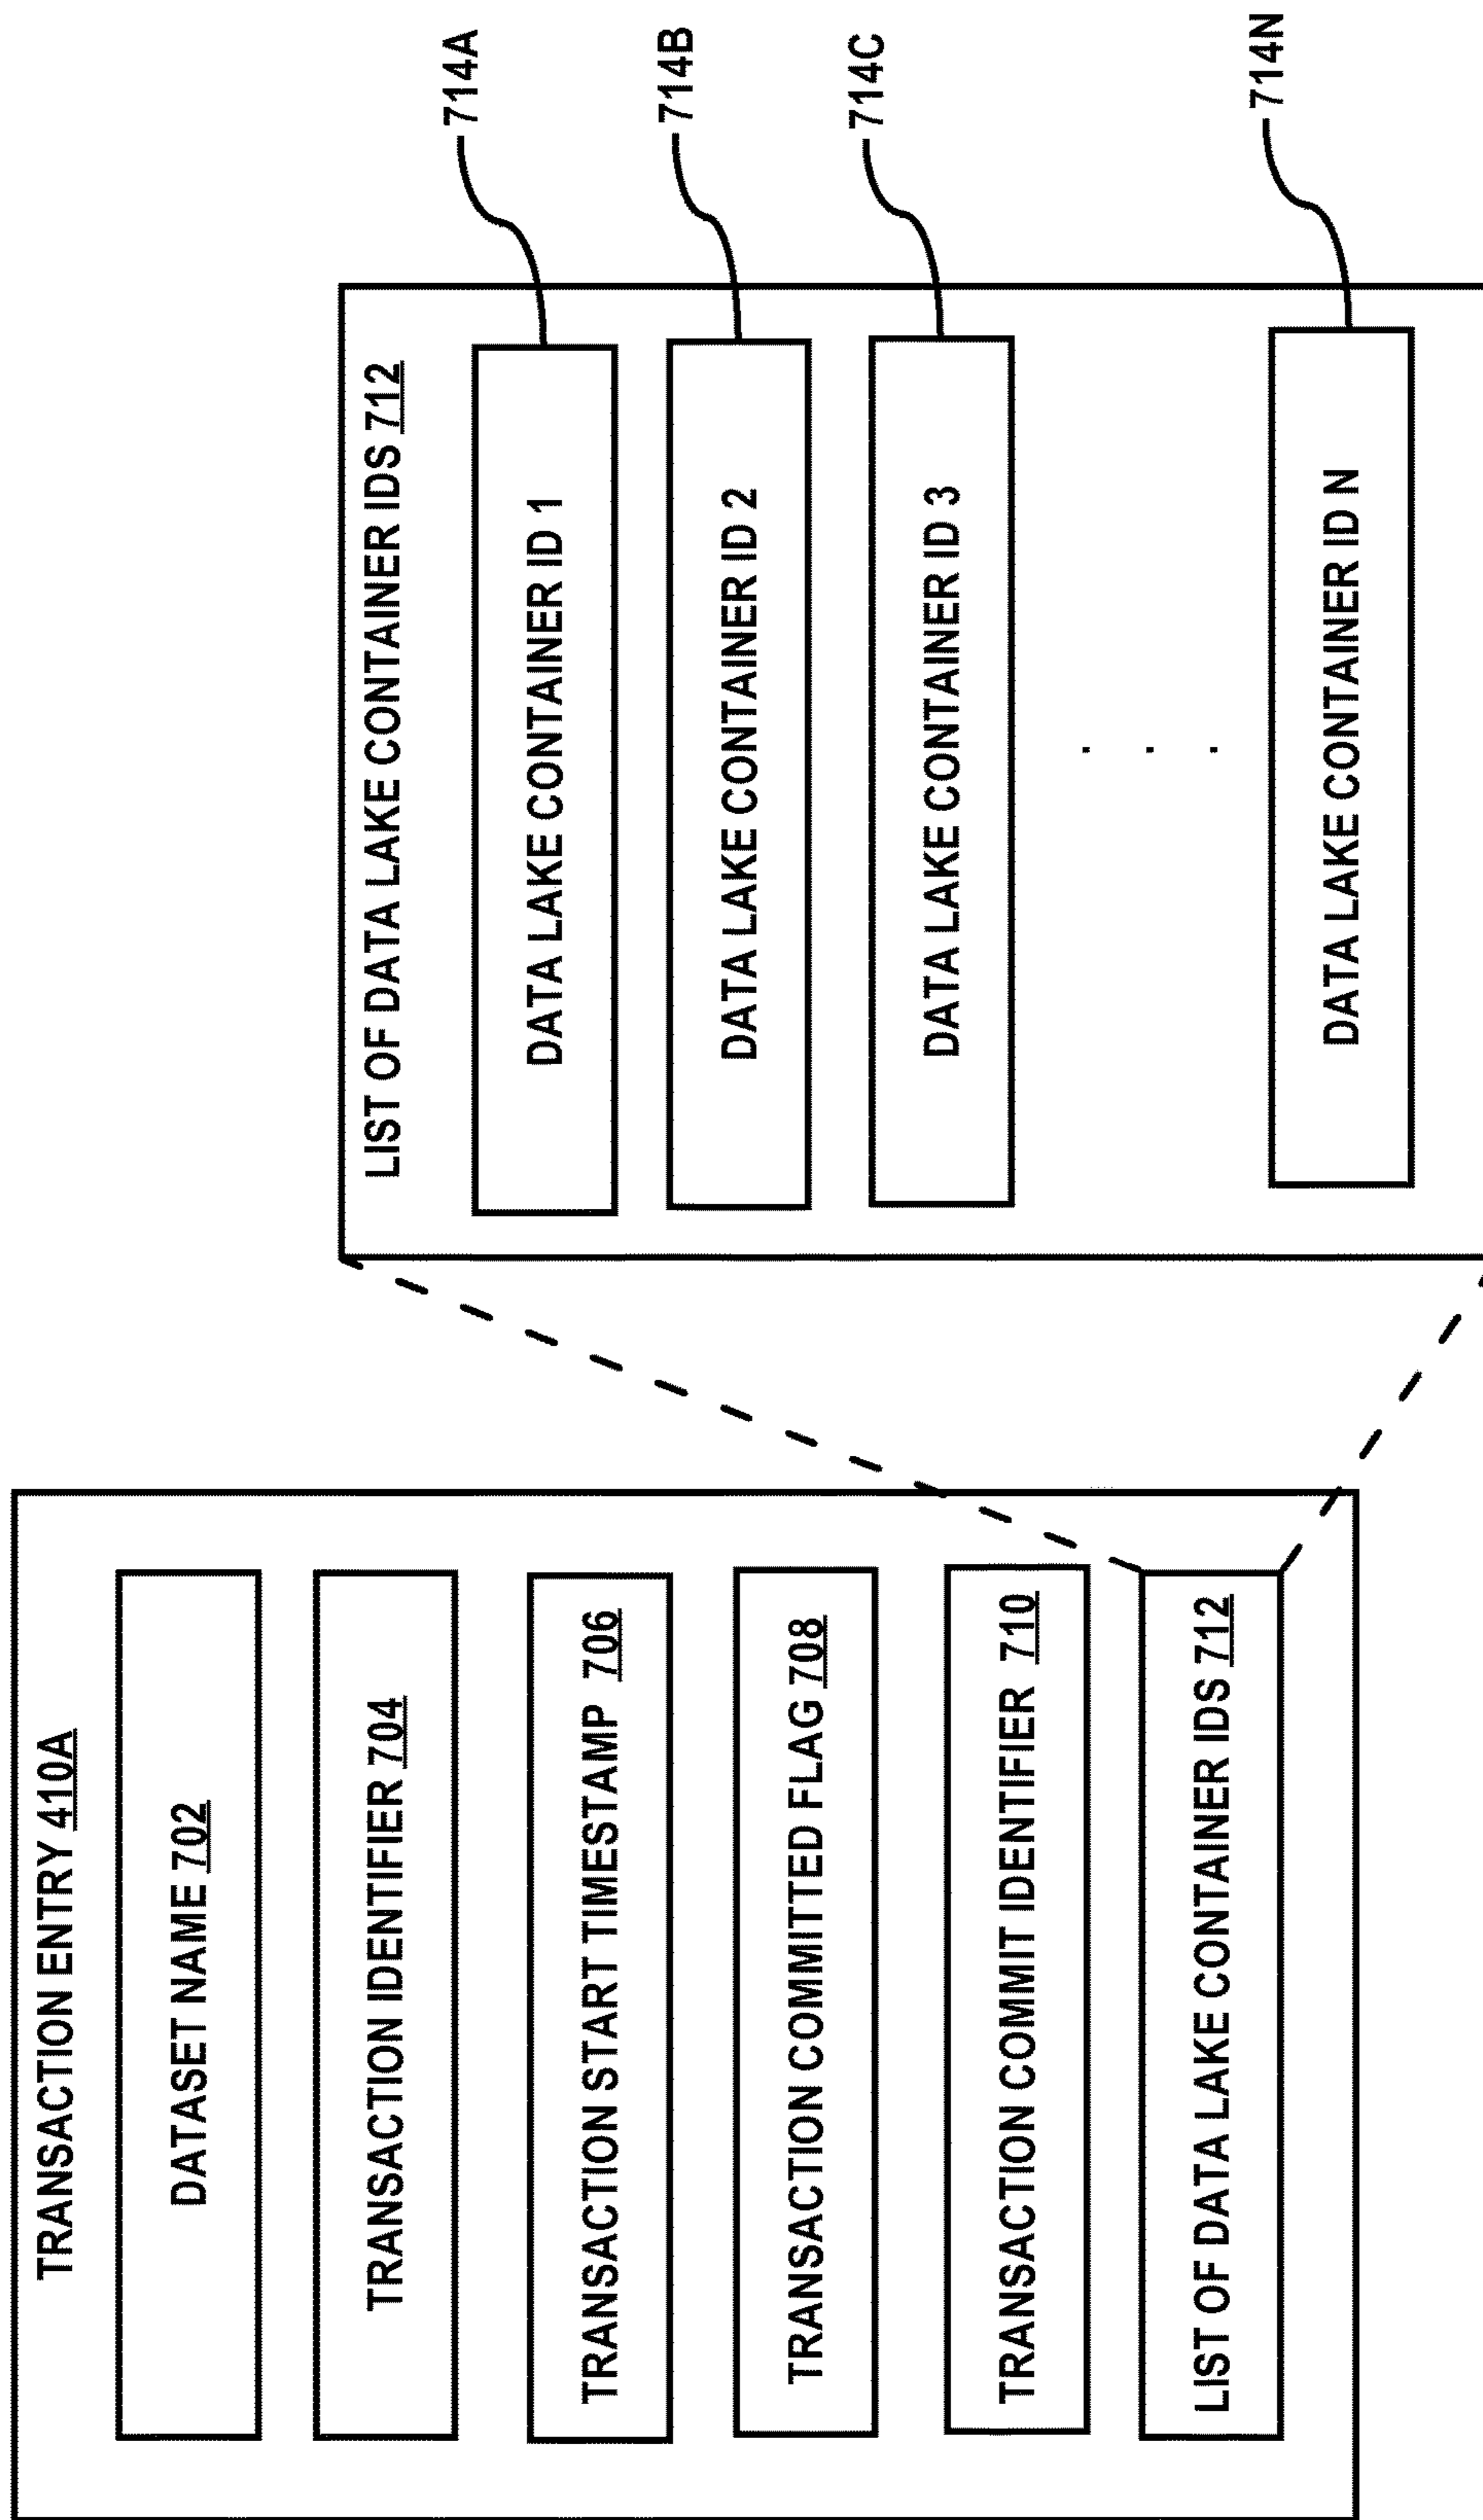 TRANSACTION ENTRY 410A
DATASET NAME 702
TRANSACTION IDENTIFIER 704
TRANSACTION START TIMESTAMP 706
TRANSACTION COMMITTED FLAG 708
TRANSACTION COMMIT IDENTIFIER 710
LIST OF DATA LAKE CONTAINER IDS 712
LIST OF DATA LAKE CONTAINER IDS 712
DATA LAKE CONTAINER ID 1
714A
DATA LAKE CONTAINER ID 2
714B
DATA LAKE CONTAINER ID 3
714C
. . .
DATA LAKE CONTAINER ID N
714N